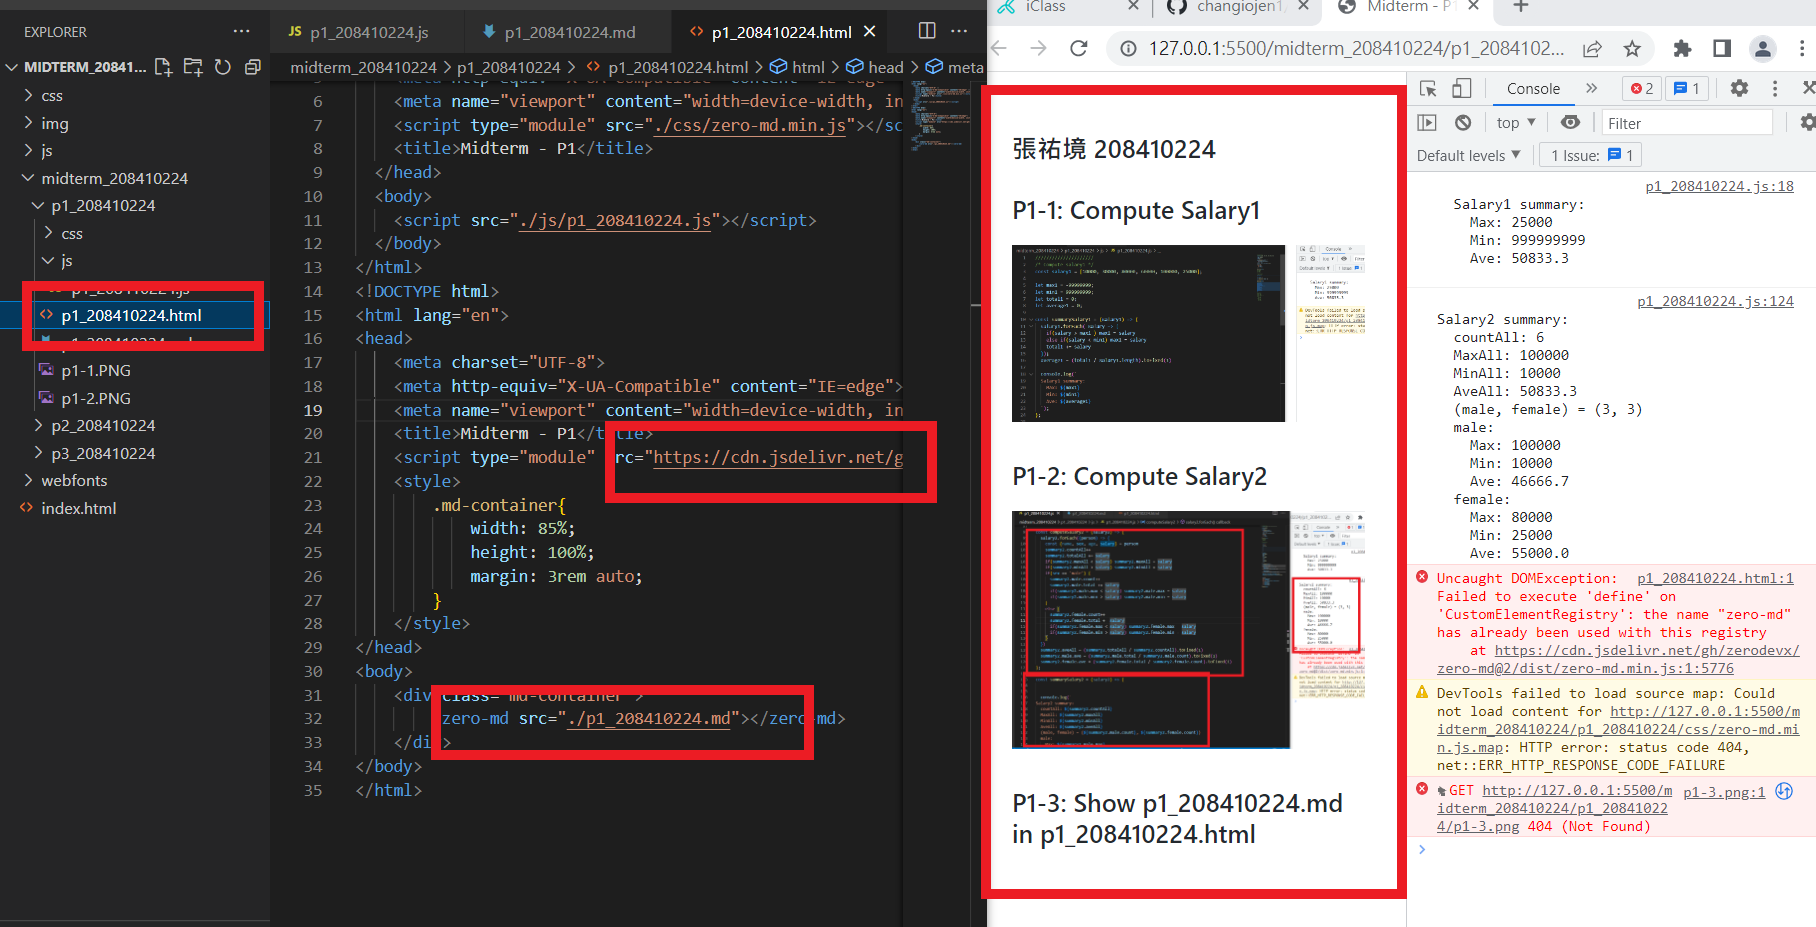 EXPLORER
MIDTERM_20841...
css
img
js
midterm_208410224
p1_208410224
css
js
p1_208410224.js
p1_208410224.html
p1-1.PNG
p1-2.PNG
p2_208410224
p3_208410224
webfonts
index.html
JS p1_208410224.js
p1_208410224.md
p1_208410224.html
midterm_208410224 > p1_208410224 > p1_208410224.html > html > head > meta
6 <meta name="viewport" content="width=device-width, in
7 <script type="module" src="./css/zero-md.min.js"></sc
8 <title>Midterm - P1</title>
9 </head>
10 <body>
11 <script src="./js/p1_208410224.js"></script>
12 </body>
13 </html>
14 <!DOCTYPE html>
15 <html lang="en">
16 <head>
17 <meta charset="UTF-8">
18 <meta http-equiv="X-UA-Compatible" content="IE=edge">
19 <meta name="viewport" content="width=device-width, in
20 <title>Midterm - P1</title>
21 <script type="module" rc="https://cdn.jsdelivr.net/g
22 <style>
23 .md-container{
24 width: 85%;
25 height: 100%;
26 margin: 3rem auto;
27 }
28 </style>
29 </head>
30 <body>
31 <div class="md-container">
32 zero-md src="./p1_208410224.md"></zero-md>
33 </div>
34 </body>
35 </html>
iClass
changiojen1
Midterm - P
127.0.0.1:5500/midterm_208410224/p1_2084102...
張祐境 208410224
P1-1: Compute Salary1
P1-2: Compute Salary2
P1-3: Show p1_208410224.md
in p1_208410224.html
Console
2
1
top
Filter
Default levels
1 Issue: 1
p1_208410224.js:18
Salary1 summary:
Max: 25000
Min: 999999999
Ave: 50833.3
p1_208410224.js:124
Salary2 summary:
countAll: 6
MaxAll: 100000
MinAll: 10000
AveAll: 50833.3
(male, female) = (3, 3)
male:
Max: 100000
Min: 10000
Ave: 46666.7
female:
Max: 80000
Min: 25000
Ave: 55000.0
Uncaught DOMException: p1_208410224.html:1
Failed to execute 'define' on
'CustomElementRegistry': the name "zero-md"
has already been used with this registry
at https://cdn.jsdelivr.net/gh/zerodevx/
zero-md@2/dist/zero-md.min.js:1:5776
DevTools failed to load source map: Could
not load content for http://127.0.0.1:5500/m
idterm_208410224/p1_208410224/css/zero-md.mi
n.js.map: HTTP error: status code 404,
net::ERR_HTTP_RESPONSE_CODE_FAILURE
GET http://127.0.0.1:5500/m p1-3.png:1
idterm_208410224/p1_20841022
4/p1-3.png 404 (Not Found)